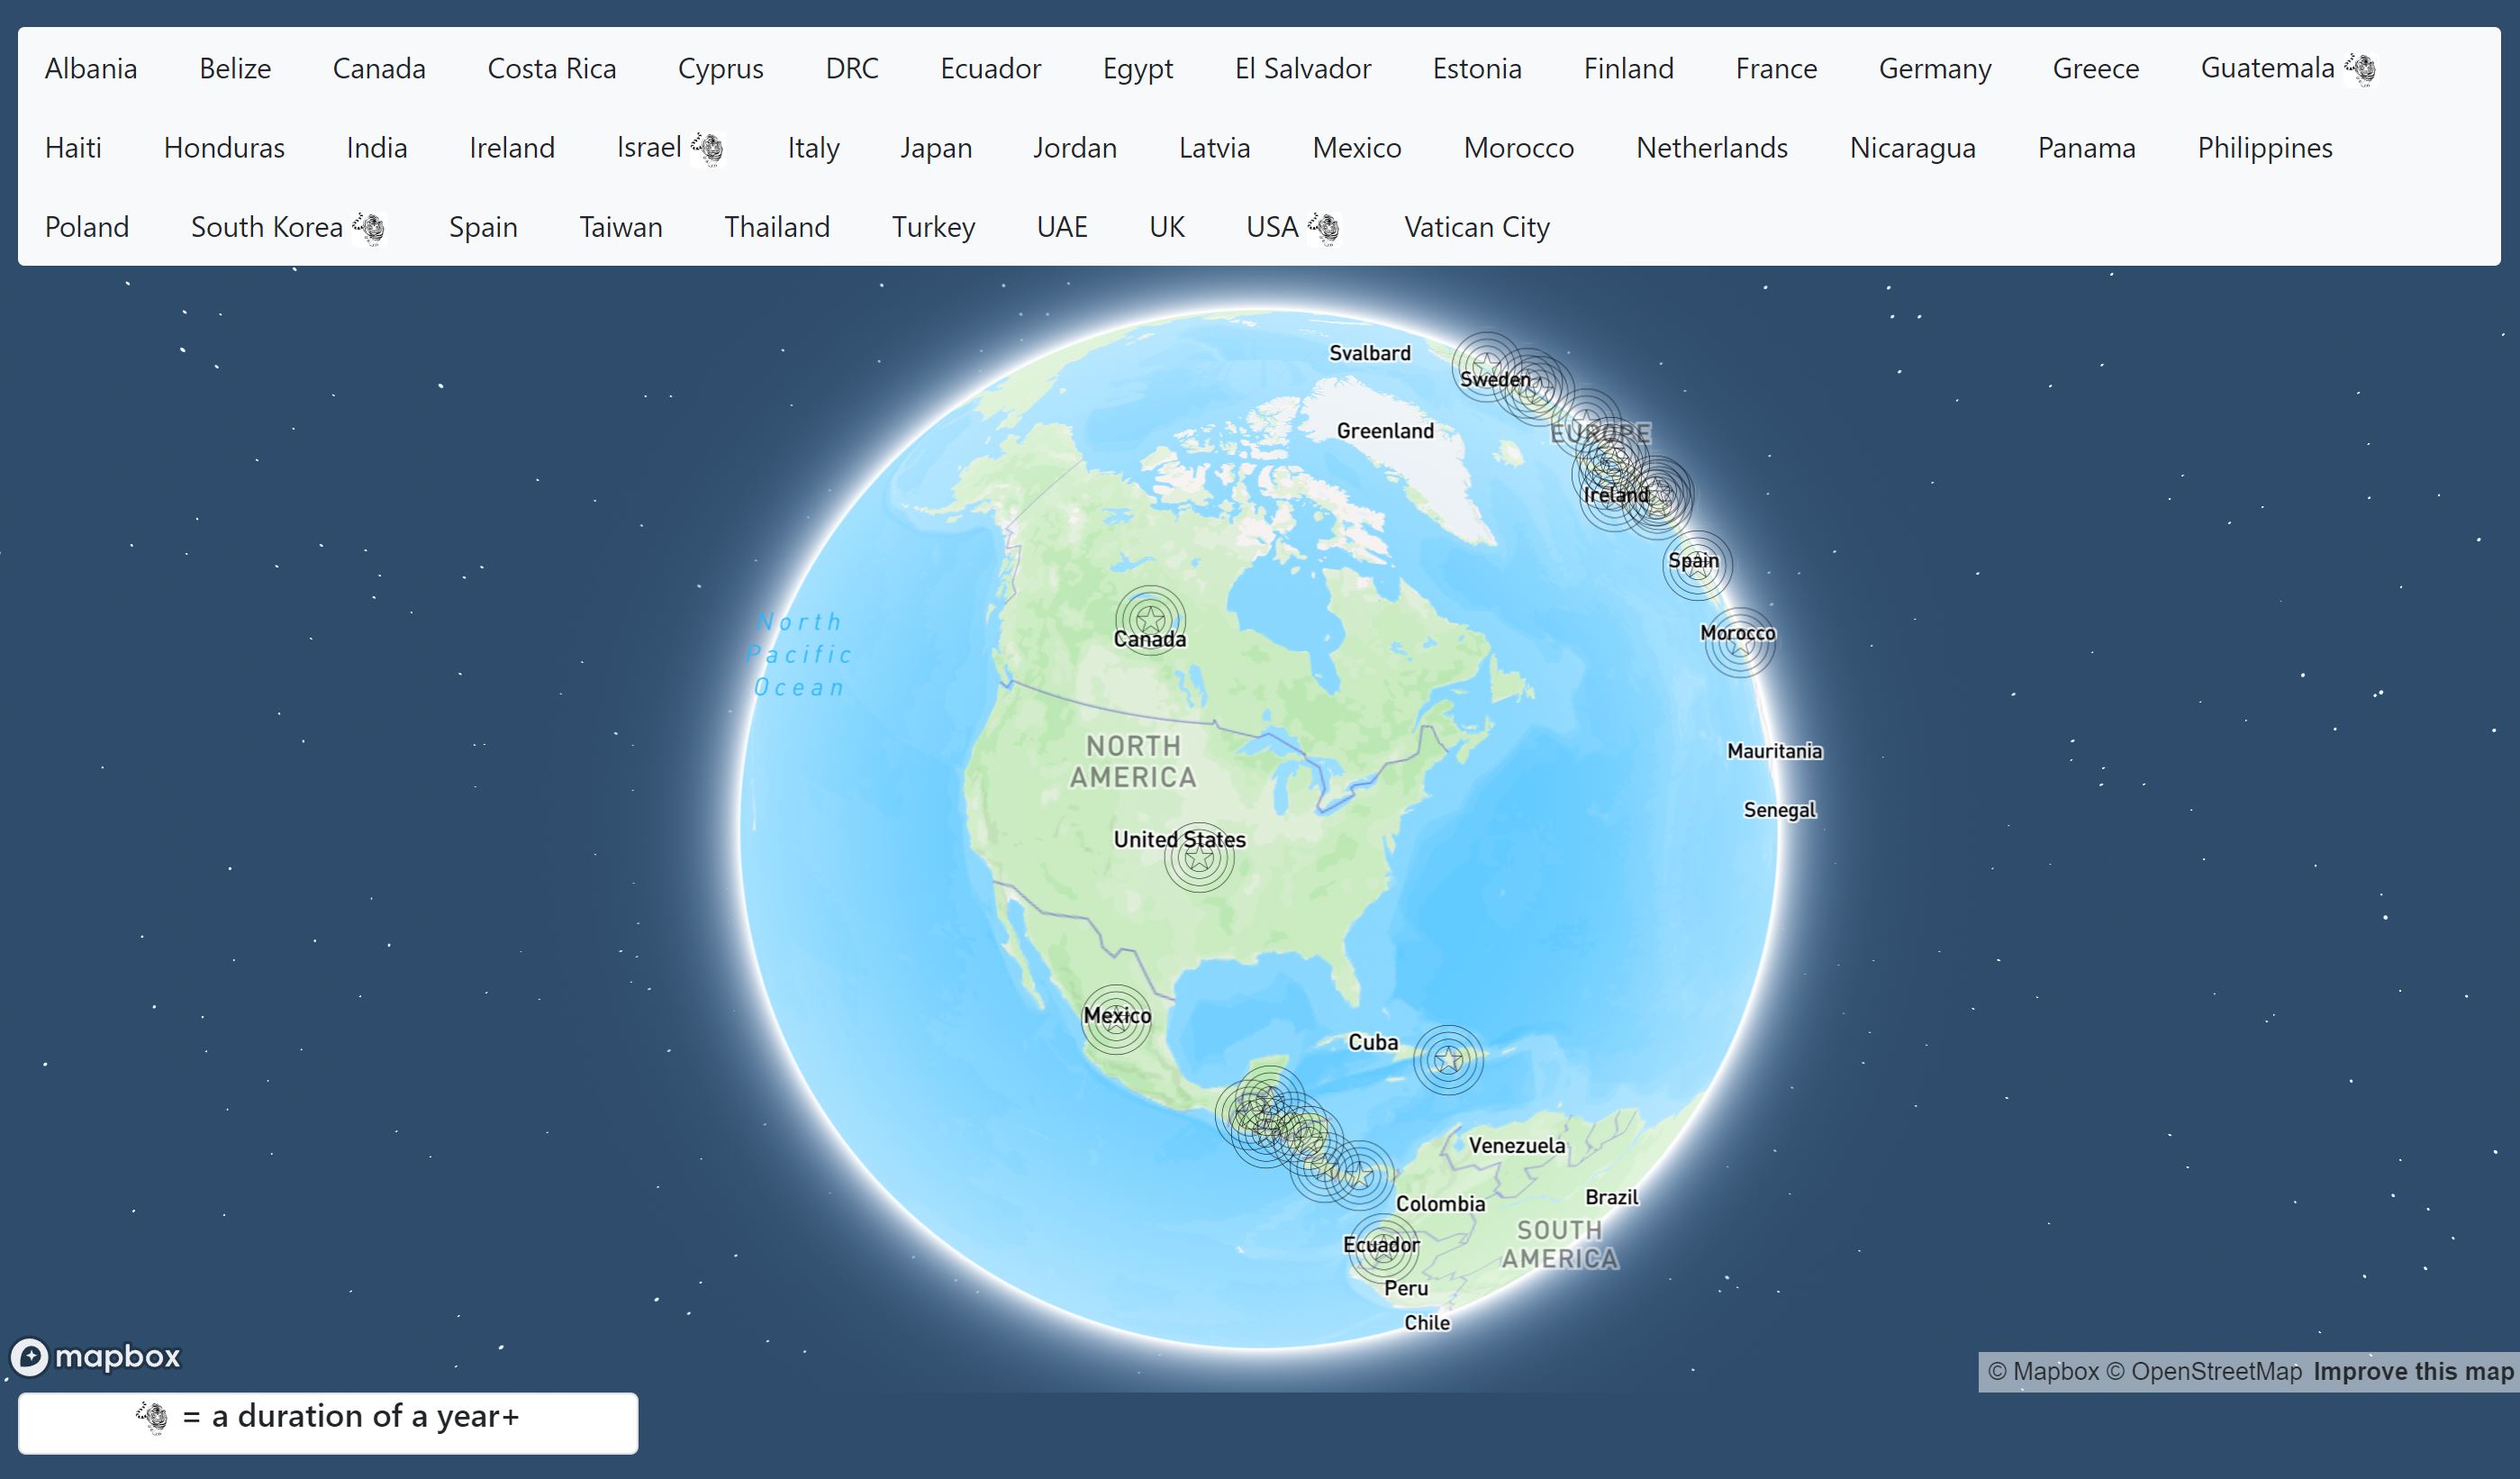 Albania Belize Canada Costa Rica Cyprus DRC Ecuador Egypt El Salvador Estonia Finland France Germany Greece Guatemala
Haiti Honduras India Ireland Israel Italy Japan Jordan Latvia Mexico Morocco Netherlands Nicaragua Panama Philippines
Poland South Korea Spain Taiwan Thailand Turkey UAE UK USA Vatican City
Svalbard
Sweden
Greenland
EUROPE
Ireland
Spain
North
Pacific
Ocean
Canada
Morocco
NORTH
AMERICA
Mauritania
Senegal
United States
Mexico
Cuba
Venezuela
Colombia
Brazil
SOUTH
AMERICA
Ecuador
Peru
Chile
mapbox
© Mapbox © OpenStreetMap Improve this map
= a duration of a year+